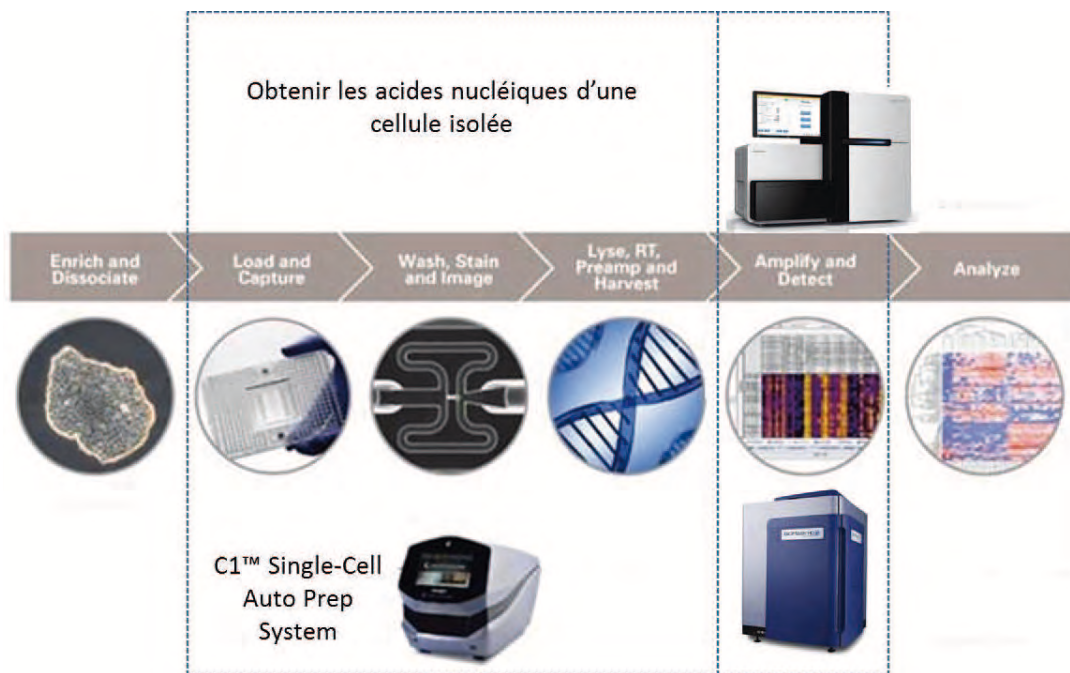 Obtenir les acides nucléiques d’une
cellule isolée
Enrich and
Dissociate
Load and
Capture
Wash, Stain
and Image
Lyse, RT,
Preamp and
Harvest
Amplify and
Detect
Analyze
C1™ Single-Cell
Auto Prep
System